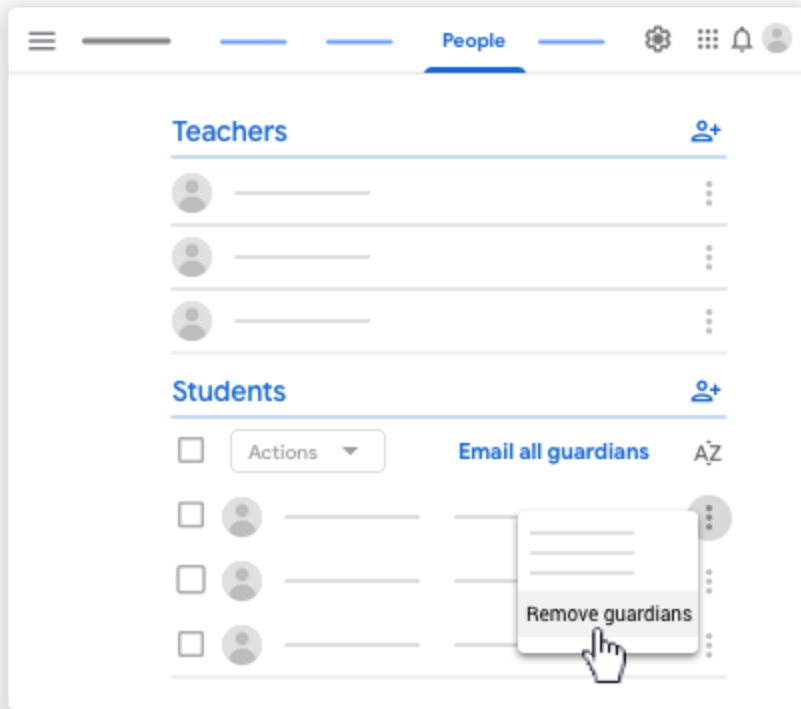 People
Teachers
Students
Actions
Email all guardians
AZ
Remove guardians